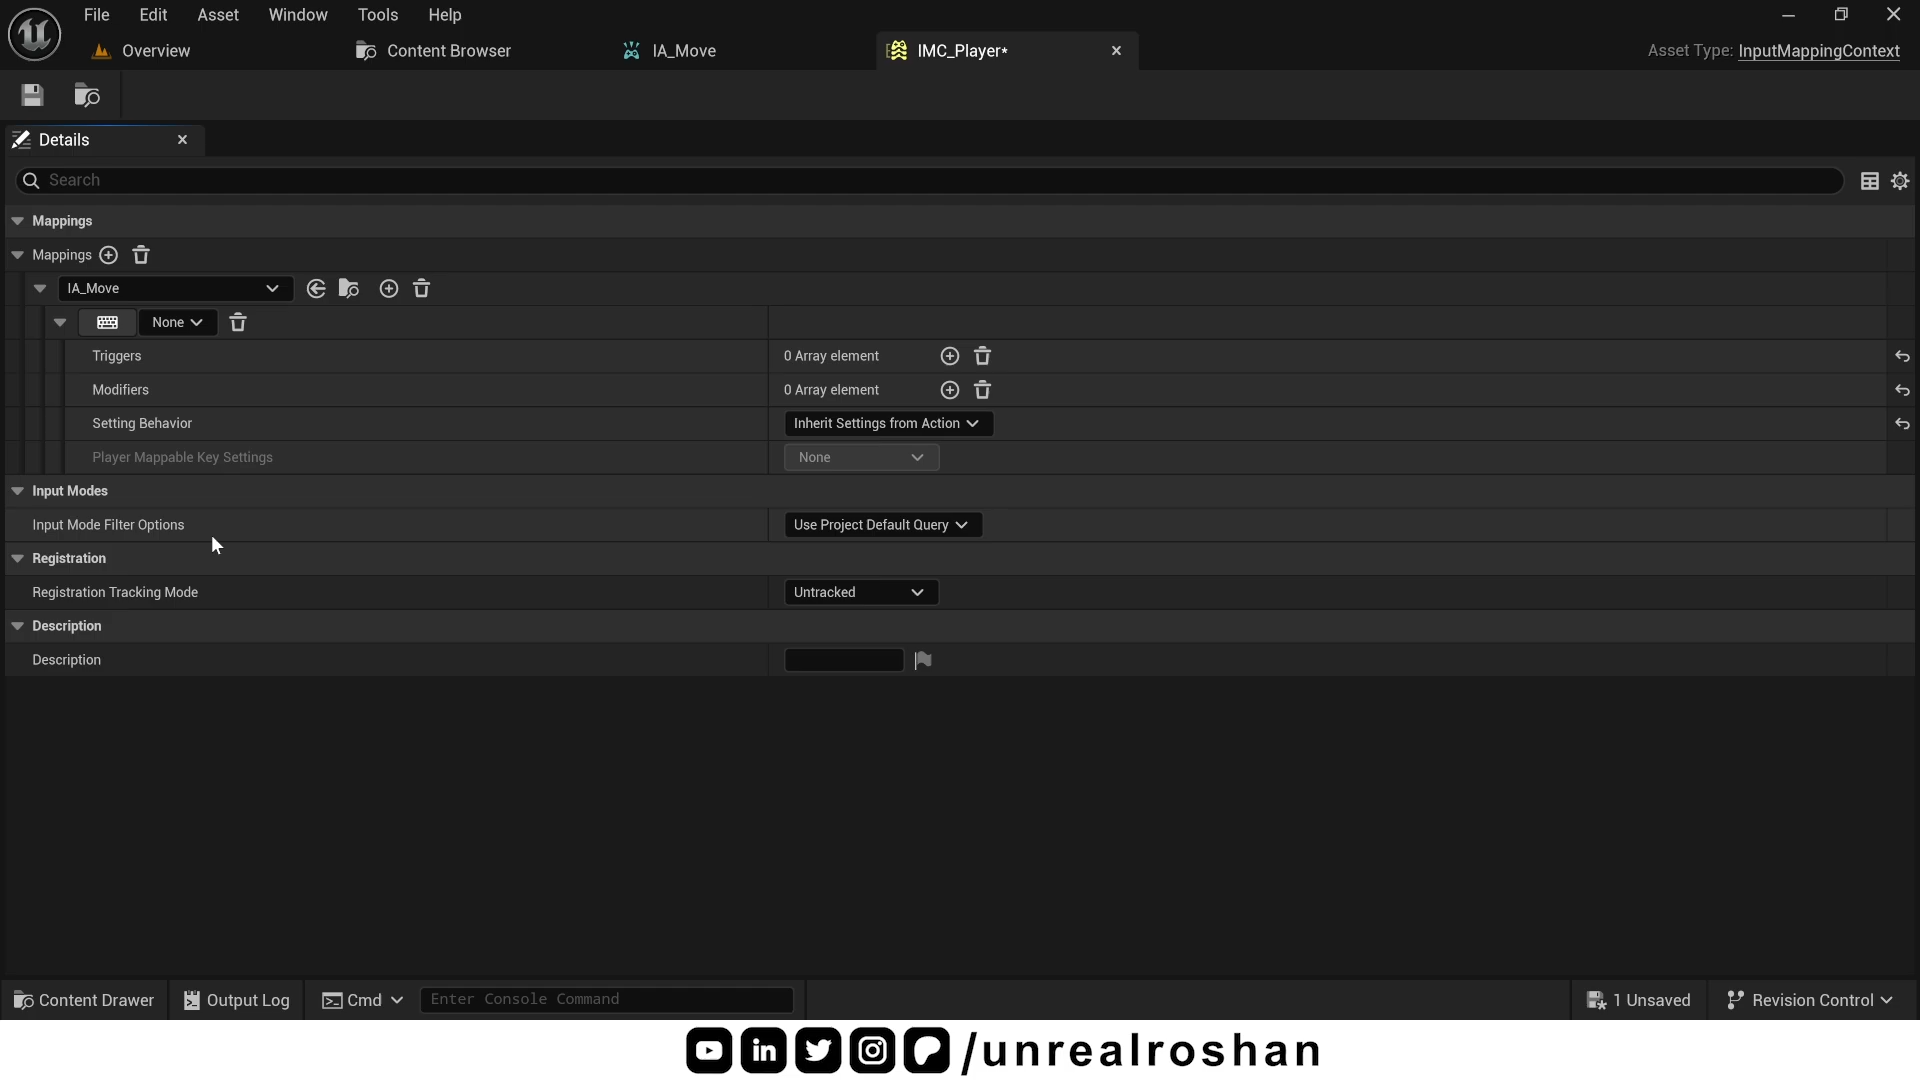 File Edit Asset Window Tools Help
Overview Content Browser IA_Move IMC_Player* Asset Type: InputMappingContext
Details
Search
Mappings
Mappings
IA_Move
None
Triggers 0 Array element
Modifiers 0 Array element
Setting Behavior Inherit Settings from Action
Player Mappable Key Settings None
Input Modes
Input Mode Filter Options Use Project Default Query
Registration
Registration Tracking Mode Untracked
Description
Description
Content Drawer Output Log Cmd Enter Console Command 1 Unsaved Revision Control
/unrealroshan